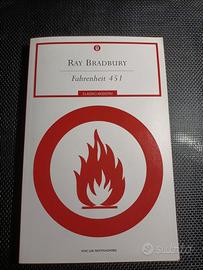 RAY BRADBURY
Fahrenheit 451
CLASSICI MODERNI
OSCAR MONDADORI
Subito.it